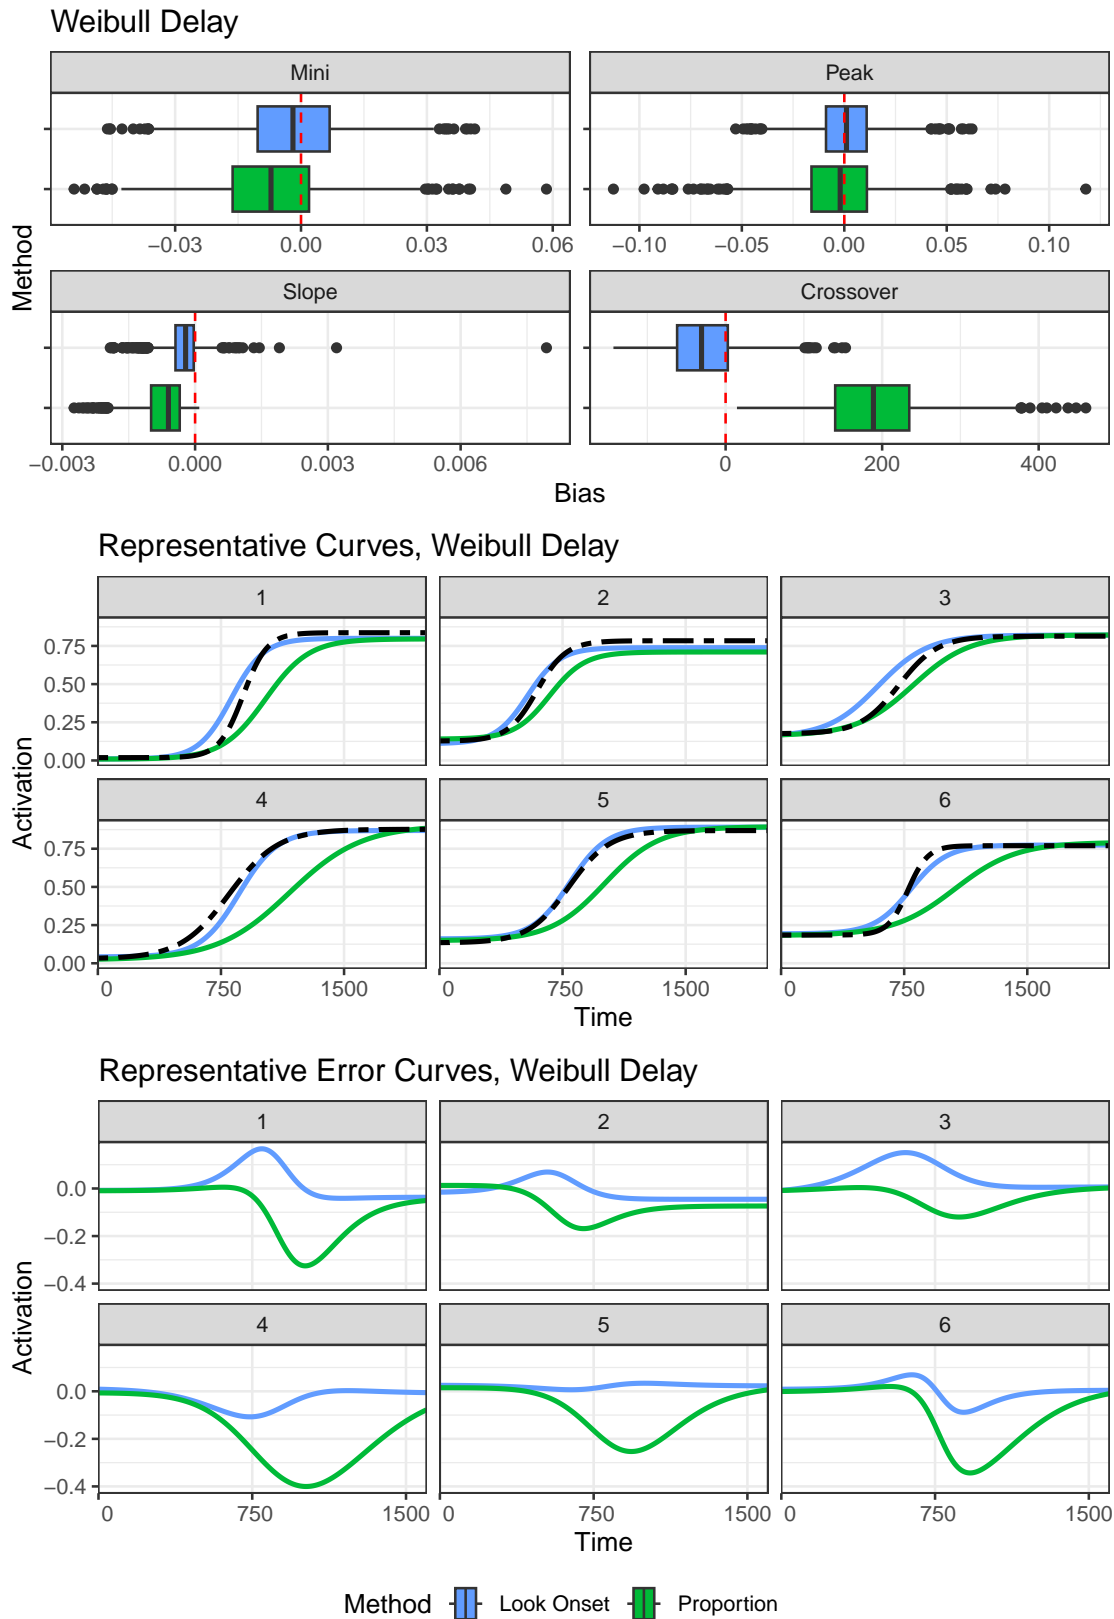 Weibull Delay
Mini
Peak
−0.03 0.00 0.03 0.06
−0.10 −0.05 0.00 0.05 0.10
Method
Slope
Crossover
−0.003 0.000 0.003 0.006
0 200 400
Bias
Representative Curves, Weibull Delay
1 2 3
0.75
0.50
0.25
0.00
Activation
4 5 6
0.75
0.50
0.25
0.00
0 750 1500 0 750 1500 0 750 1500
Time
Representative Error Curves, Weibull Delay
1 2 3
0.0
−0.2
−0.4
Activation
4 5 6
0.0
−0.2
−0.4
0 750 1500 0 750 1500 0 750 1500
Time
Method Look Onset Proportion